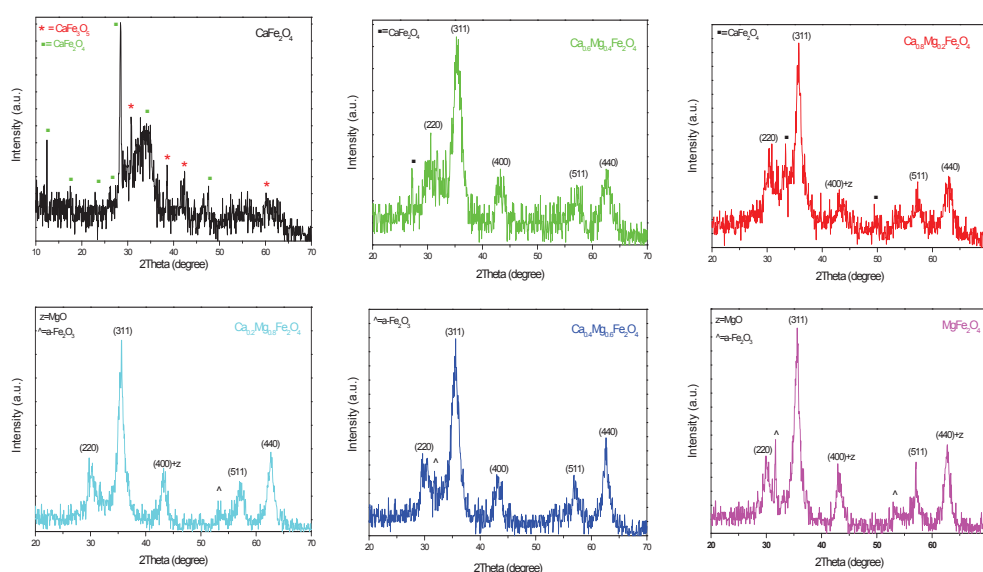 * = CaFe₃O₅
▪ = CaFe₂O₄
CaFe₂O₄
Intensity (a.u.)
10 20 30 40 50 60 70
2Theta (degree)
▪=CaFe₂O₄
Ca₀.₆Mg₀.₄Fe₂O₄
(311)
(220)
(400)
(511)
(440)
Intensity (a.u.)
20 30 40 50 60 70
2Theta (degree)
▪=CaFe₂O₄
Ca₀.₈Mg₀.₂Fe₂O₄
(311)
(220)
(400)+z
(511)
(440)
Intensity (a.u.)
20 30 40 50 60
2Theta (degree)
z=MgO
^=a-Fe₂O₃
Ca₀.₂Mg₀.₈Fe₂O₄
(311)
(220)
(400)+z
^
(511)
(440)
Intensity (a.u.)
20 30 40 50 60 70
2Theta (degree)
^=a-Fe₂O₃
Ca₀.₄Mg₀.₆Fe₂O₄
(311)
(220)
^
(400)
(511)
(440)
Intensity (a.u.)
20 30 40 50 60 70
2Theta (degree)
z=MgO
^=a-Fe₂O₃
MgFe₂O₄
(311)
(220)
^
(400)+z
^
(511)
(440)+z
Intensity (a.u.)
20 30 40 50 60 70
2Theta (degree)